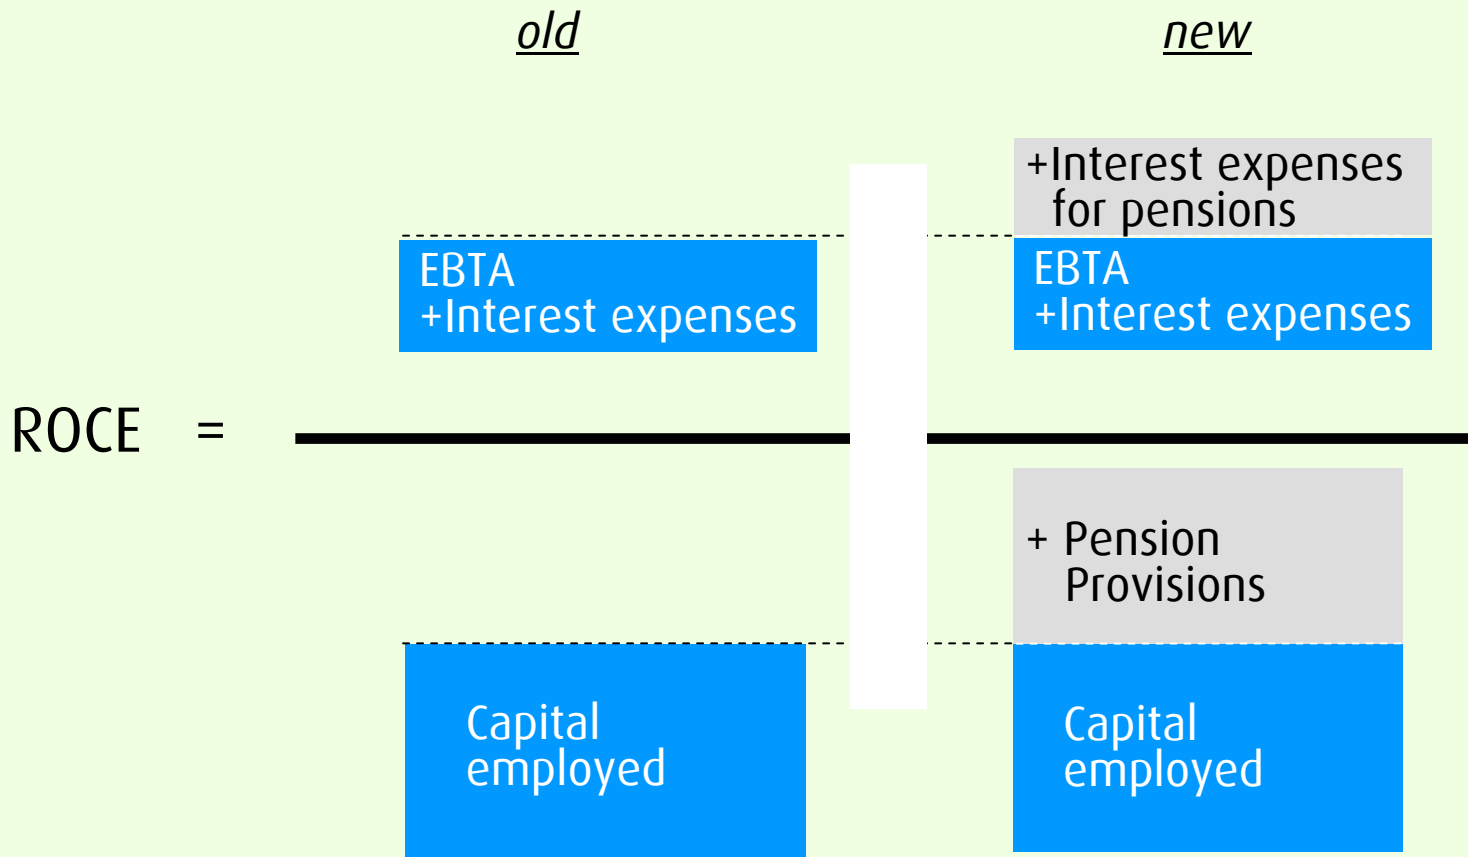 old
new
+Interest expenses
for pensions
EBTA
+Interest expenses
EBTA
+Interest expenses
ROCE =
+ Pension
Provisions
Capital
employed
Capital
employed